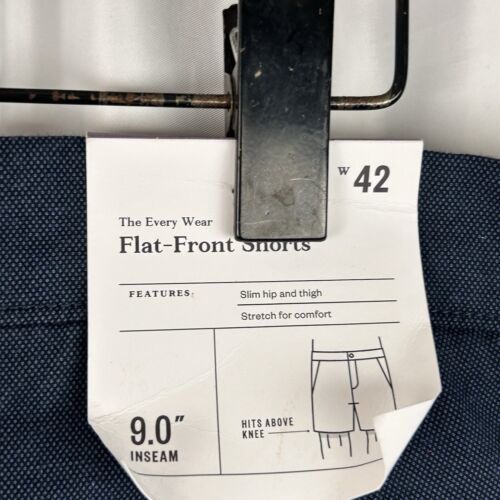 W 42
The Every Wear
Flat-Front Shorts
FEATURES:
Slim hip and thigh
Stretch for comfort
9.0"
INSEAM
HITS ABOVE
KNEE